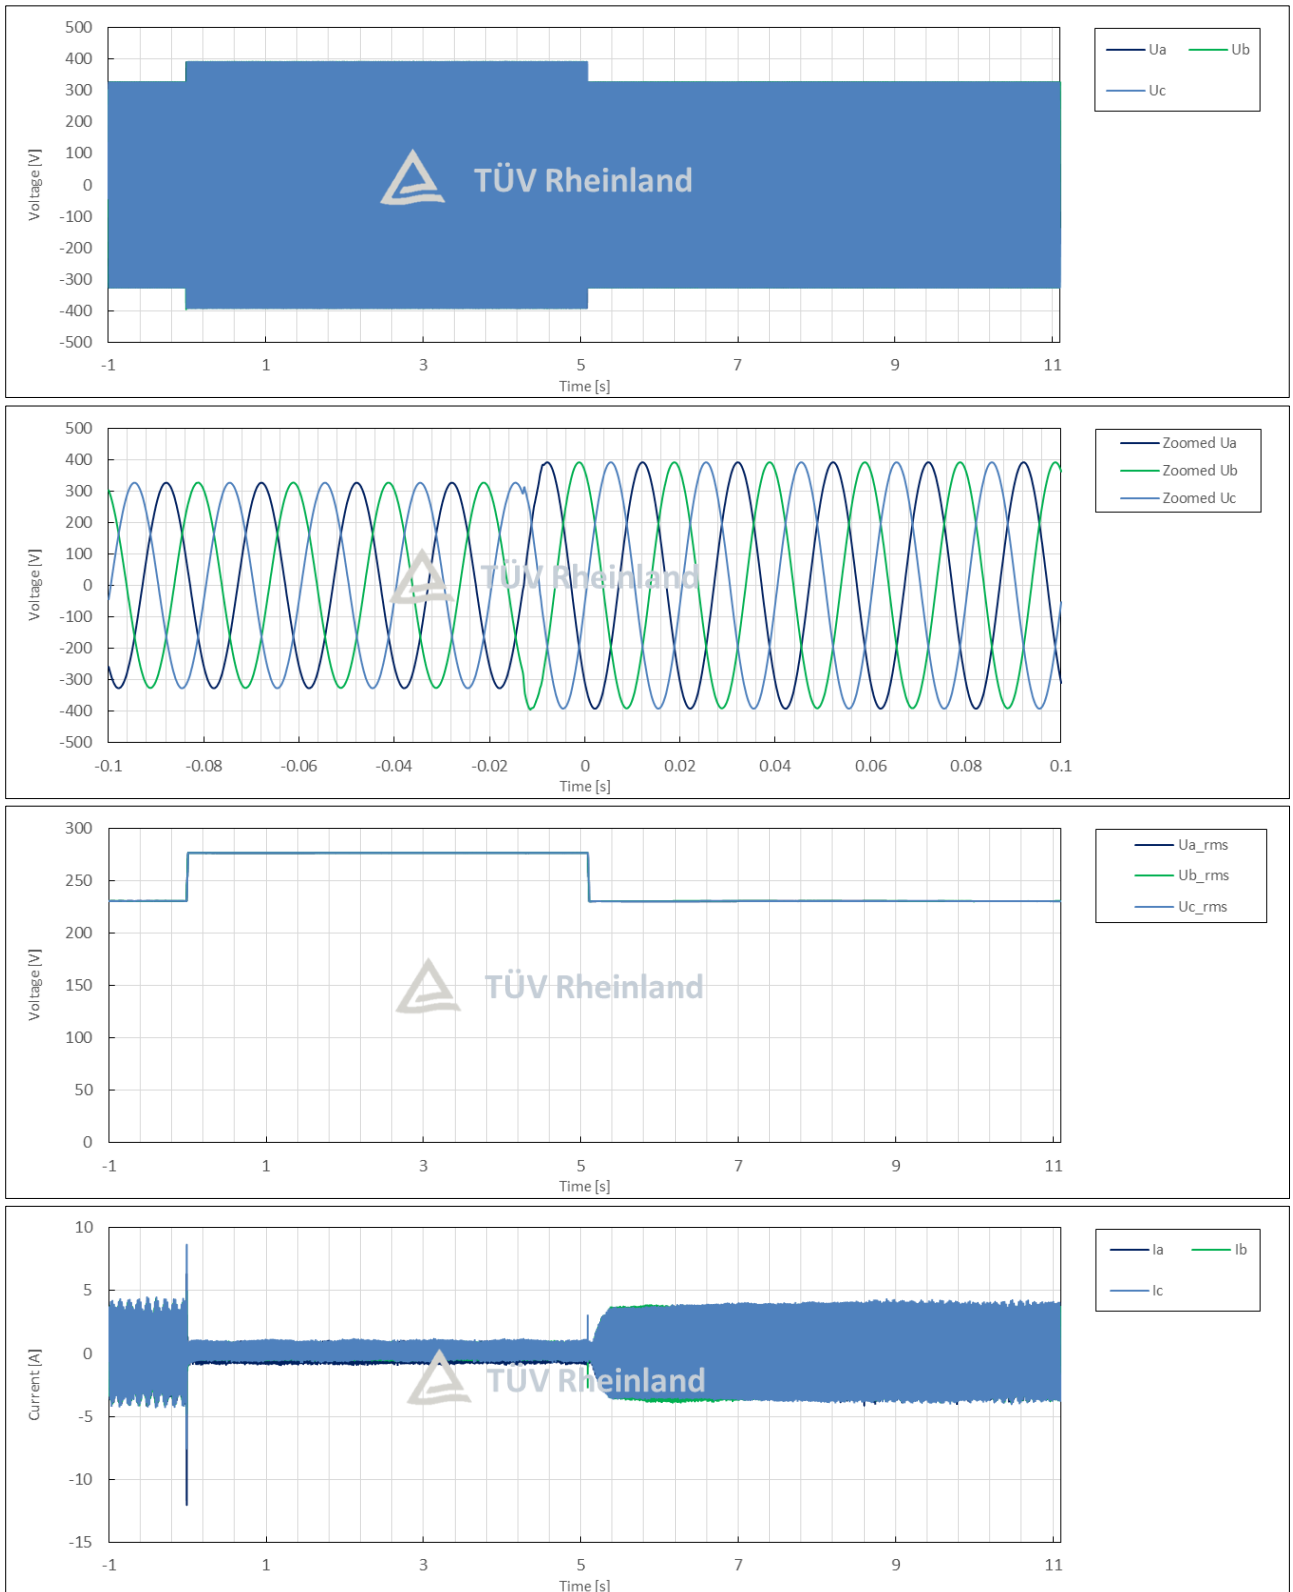 500
400
300
200
100
0
-100
-200
-300
-400
-500
Voltage [V]
-1 1 3 5 7 9 11
Time [s]
Ua Ub
Uc
TÜV Rheinland
500
400
300
200
100
0
-100
-200
-300
-400
-500
Voltage [V]
-0.1 -0.08 -0.06 -0.04 -0.02 0 0.02 0.04 0.06 0.08 0.1
Time [s]
Zoomed Ua
Zoomed Ub
Zoomed Uc
TÜV Rheinland
300
250
200
150
100
50
0
Voltage [V]
-1 1 3 5 7 9 11
Time [s]
Ua_rms
Ub_rms
Uc_rms
TÜV Rheinland
10
5
0
-5
-10
-15
Current [A]
-1 1 3 5 7 9 11
Time [s]
Ia Ib
Ic
TÜV Rheinland